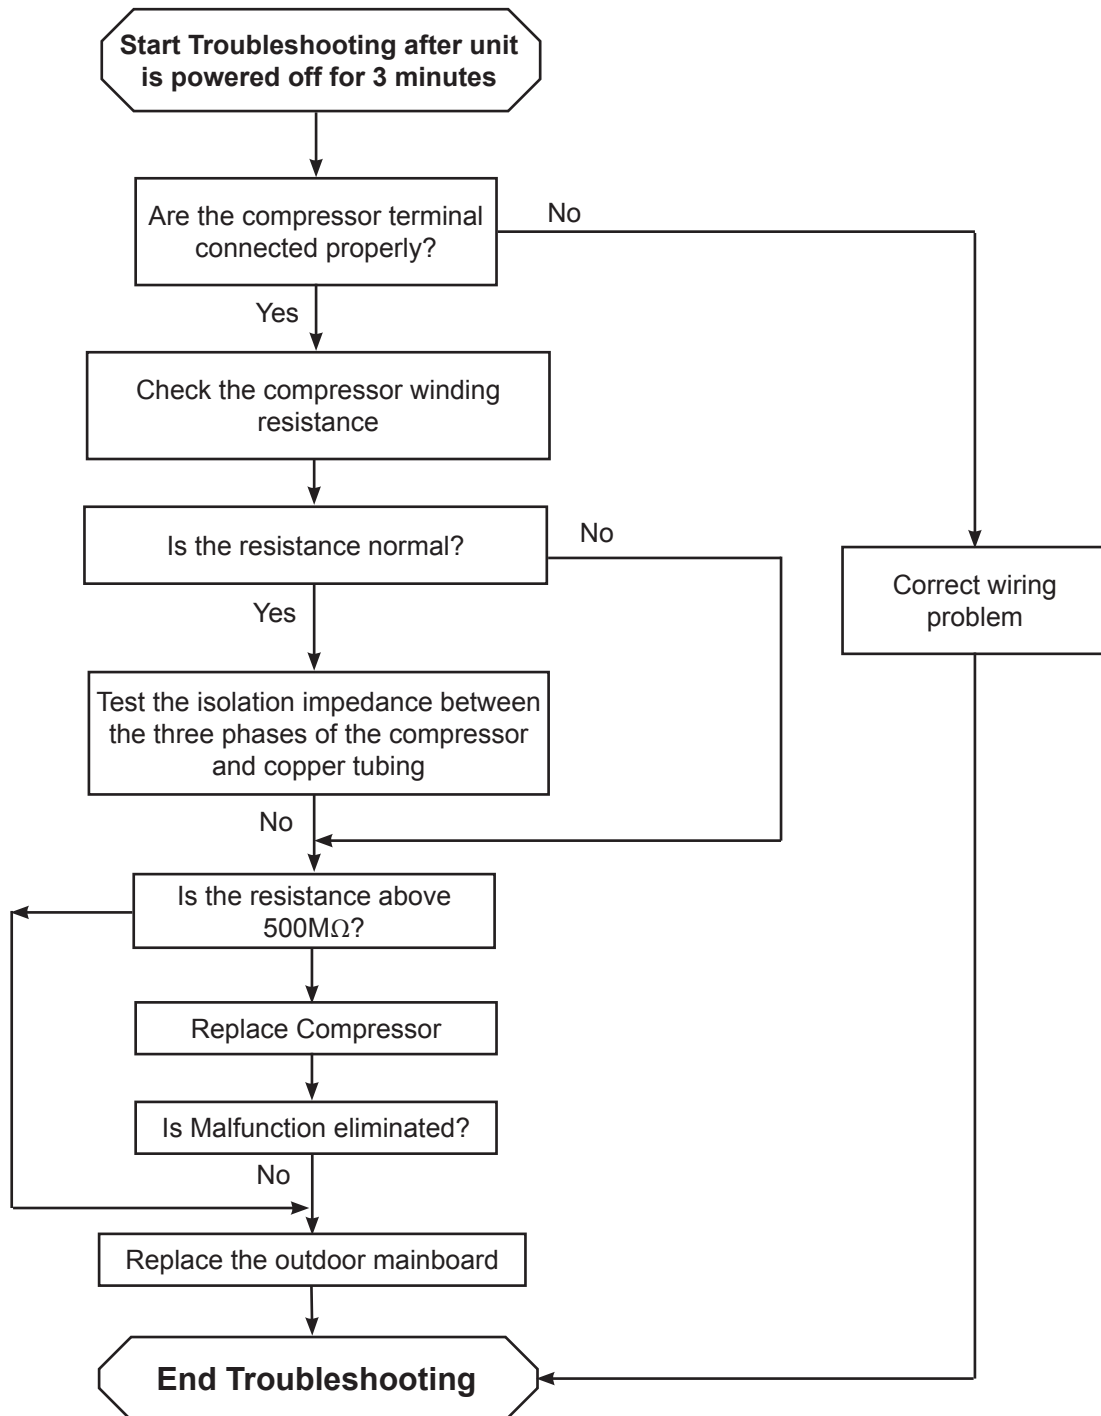 Start Troubleshooting after unit
is powered off for 3 minutes
Are the compressor terminal
connected properly?
No
Yes
Check the compressor winding
resistance
Is the resistance normal?
No
Correct wiring
problem
Yes
Test the isolation impedance between
the three phases of the compressor
and copper tubing
No
Is the resistance above
500MΩ?
Replace Compressor
Is Malfunction eliminated?
No
Replace the outdoor mainboard
End Troubleshooting